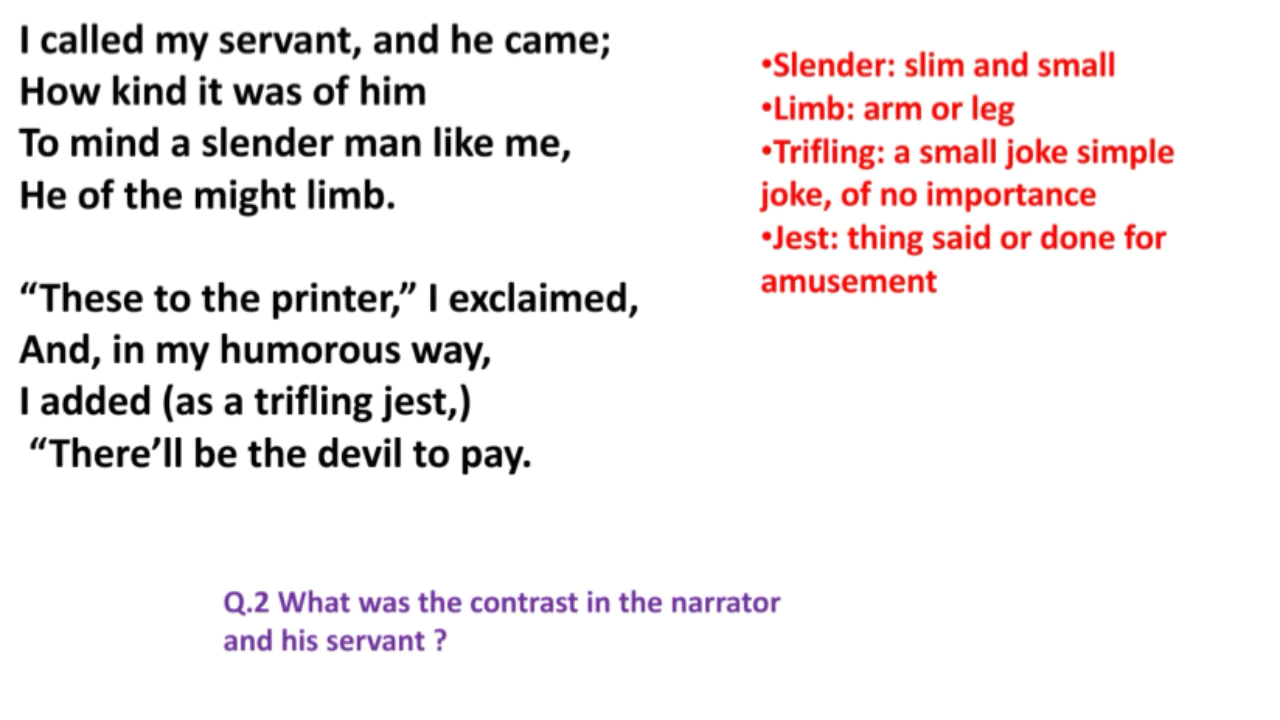 I called my servant, and he came;
How kind it was of him
To mind a slender man like me,
He of the might limb.
“These to the printer,” I exclaimed,
And, in my humorous way,
I added (as a trifling jest,)
“There’ll be the devil to pay.
•Slender: slim and small
•Limb: arm or leg
•Trifling: a small joke simple
joke, of no importance
•Jest: thing said or done for
amusement
Q.2 What was the contrast in the narrator
and his servant ?